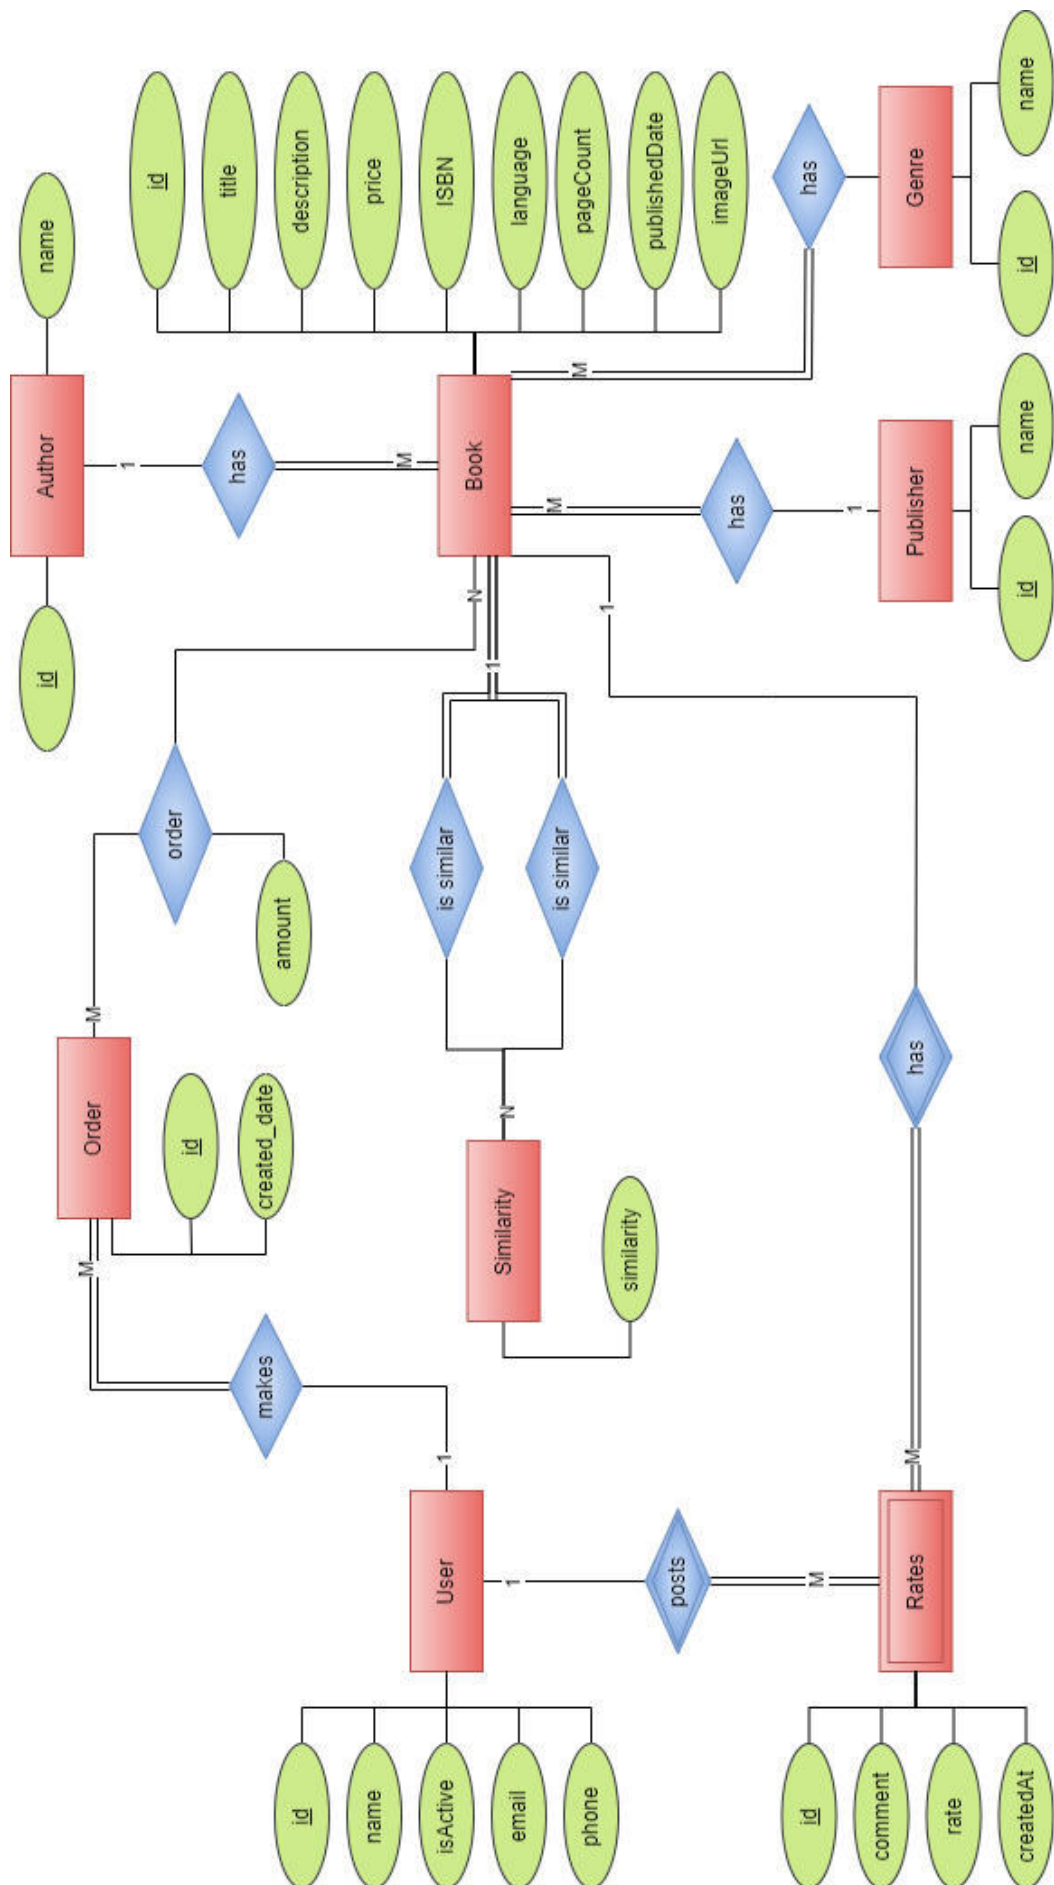 id
Author
name
M
Order
M
1
id
title
description
price
ISBN
language
pageCount
publishedDate
imageUrl
has
M
order
amount
id
created_date
makes
1
N
Book
M
is similar
is similar
1
N
Similarity
similarity
User
id
name
isActive
email
phone
1
posts
M
M
has
1
M
has
1
M
has
Rates
id
comment
rate
createdAt
Publisher
id
name
Genre
id
name